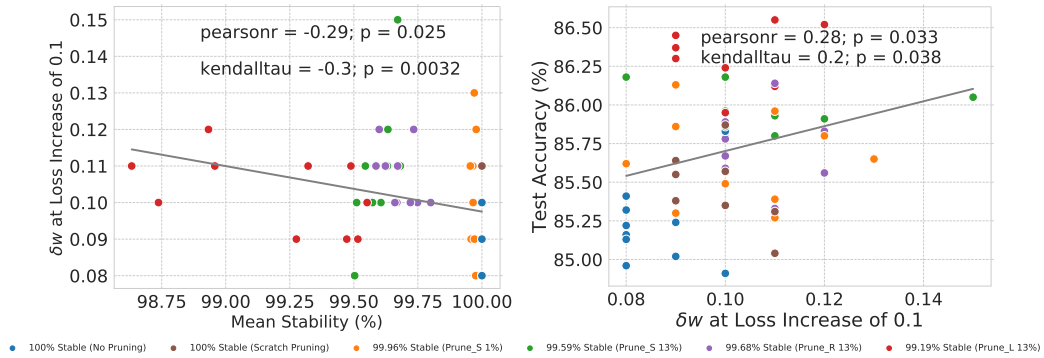 pearsonr = -0.29; p = 0.025
kendalltau = -0.3; p = 0.0032
δw at Loss Increase of 0.1
0.15
0.14
0.13
0.12
0.11
0.10
0.09
0.08
98.75 99.00 99.25 99.50 99.75 100.00
Mean Stability (%)
pearsonr = 0.28; p = 0.033
kendalltau = 0.2; p = 0.038
Test Accuracy (%)
86.50
86.25
86.00
85.75
85.50
85.25
85.00
0.08 0.10 0.12 0.14
δw at Loss Increase of 0.1
100% Stable (No Pruning) 100% Stable (Scratch Pruning) 99.96% Stable (Prune_S 1%) 99.59% Stable (Prune_S 13%) 99.68% Stable (Prune_R 13%) 99.19% Stable (Prune_L 13%)